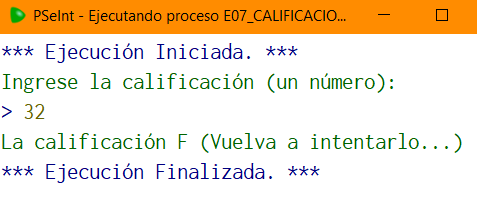 PSeInt - Ejecutando proceso E07_CALIFICACIO...
*** Ejecución Iniciada. ***
Ingrese la calificación (un número):
> 32
La calificación F (Vuelva a intentarlo...)
*** Ejecución Finalizada. ***